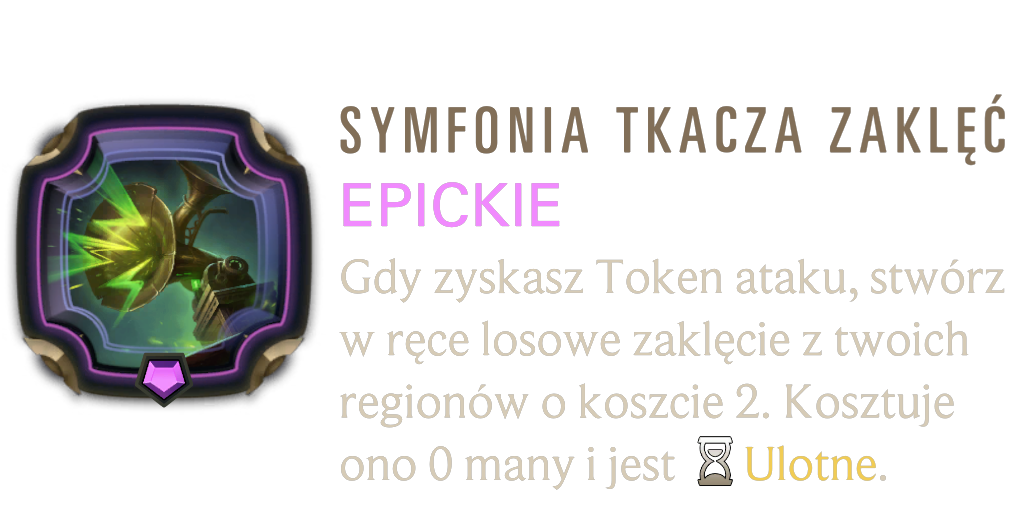 SYMFONIA TKACZA ZAKLĘĆ
EPICKIE
Gdy zyskasz Token ataku, stwórz
w ręce losowe zaklęcie z twoich
regionów o koszcie 2. Kosztuje
ono 0 many i jest Ulotne.